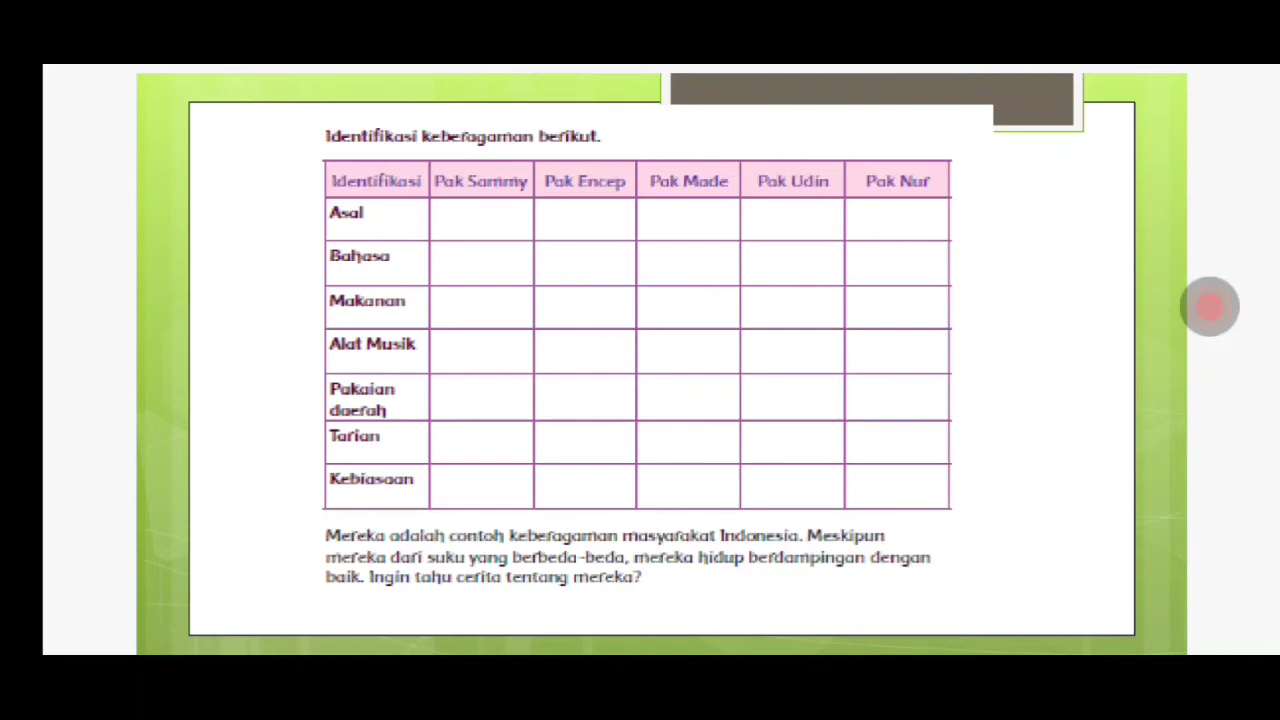 Identifikasi keberagaman berikut.
Identifikasi Pak Sammy Pak Encep Pak Made Pak Udin Pak Nur
Asal
Bahasa
Makanan
Alat Musik
Pakaian
daerah
Tarian
Kebiasaan
Mereka adalah contoh keberagaman masyarakat Indonesia. Meskipun
mereka dari suku yang berbeda-beda, mereka hidup berdampingan dengan
baik. Ingin tahu cerita tentang mereka?